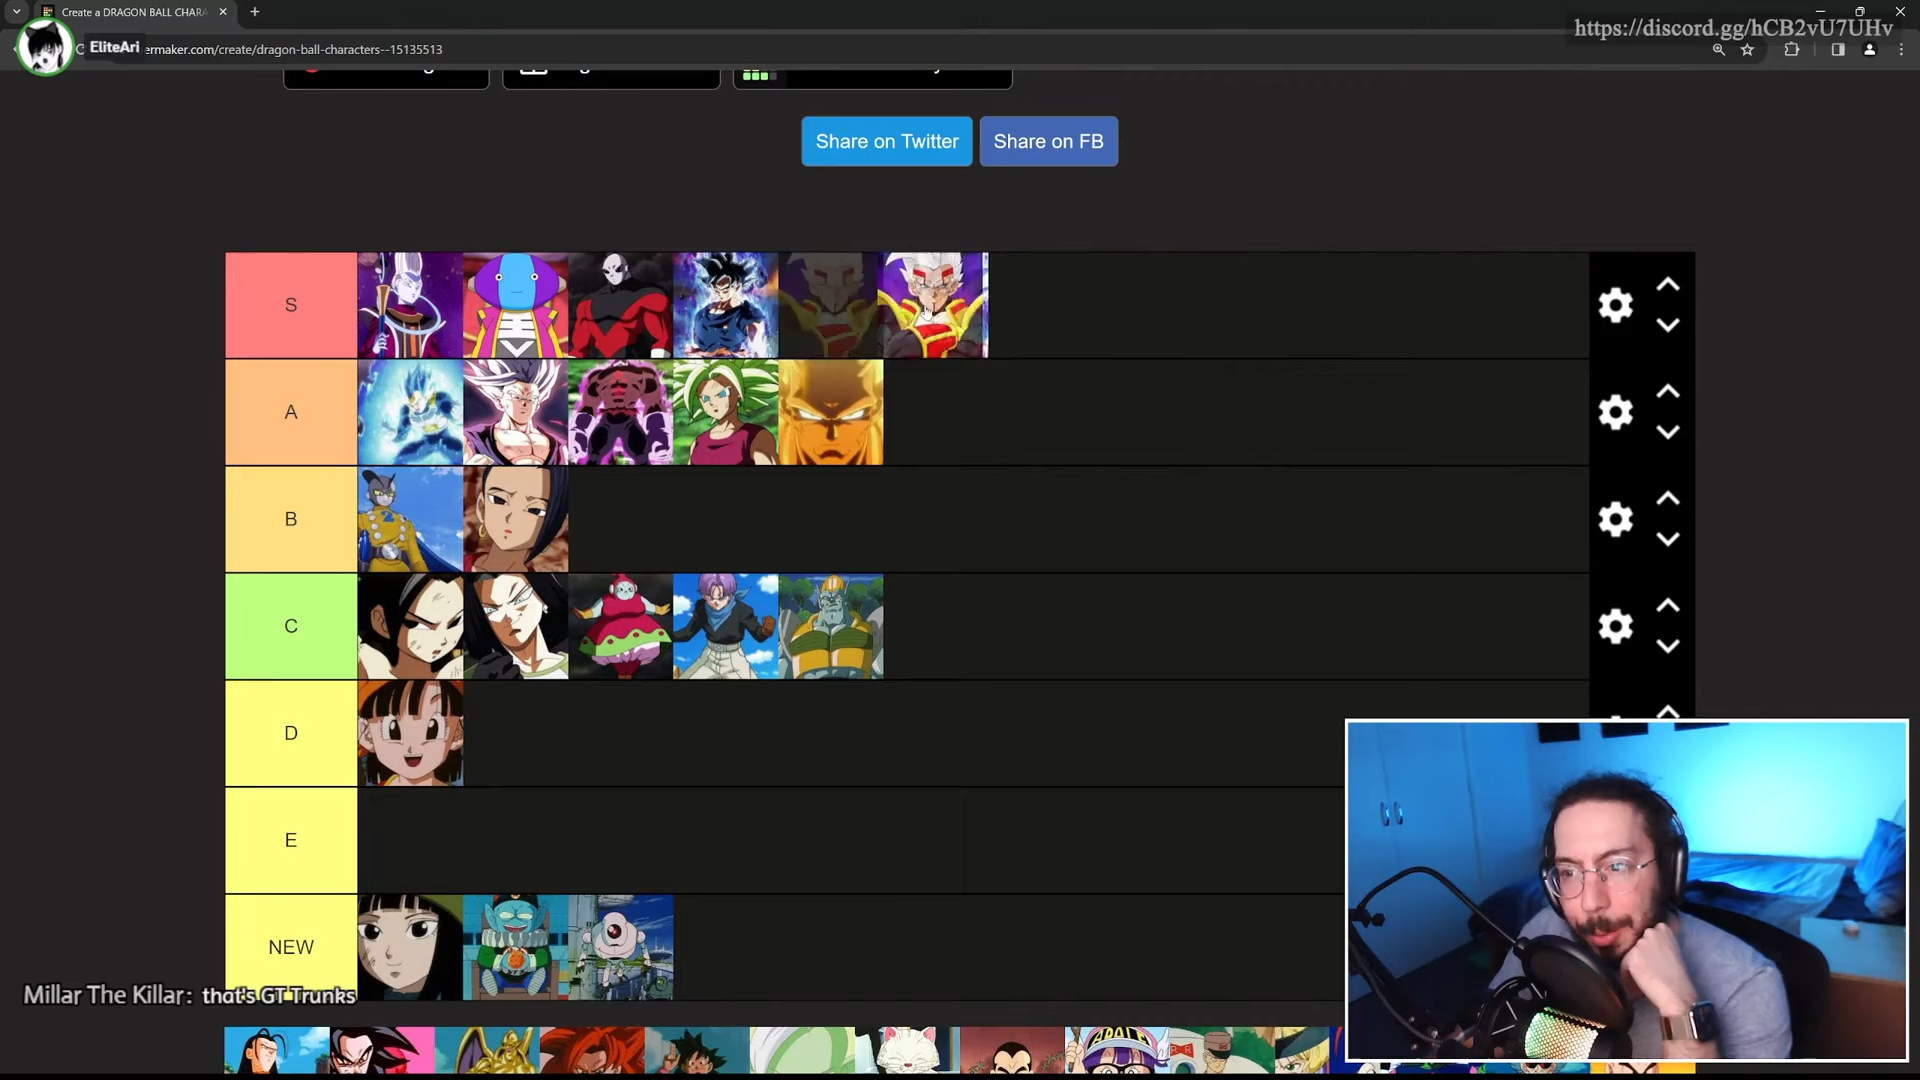 Create a DRAGON BALL CHARA
https://discord.gg/hCB2vU7UHv
EliteAri
ermaker.com/create/dragon-ball-characters--15135513
Share on Twitter
Share on FB
S
A
B
C
D
E
NEW
Millar The Killar: that's GT Trunks